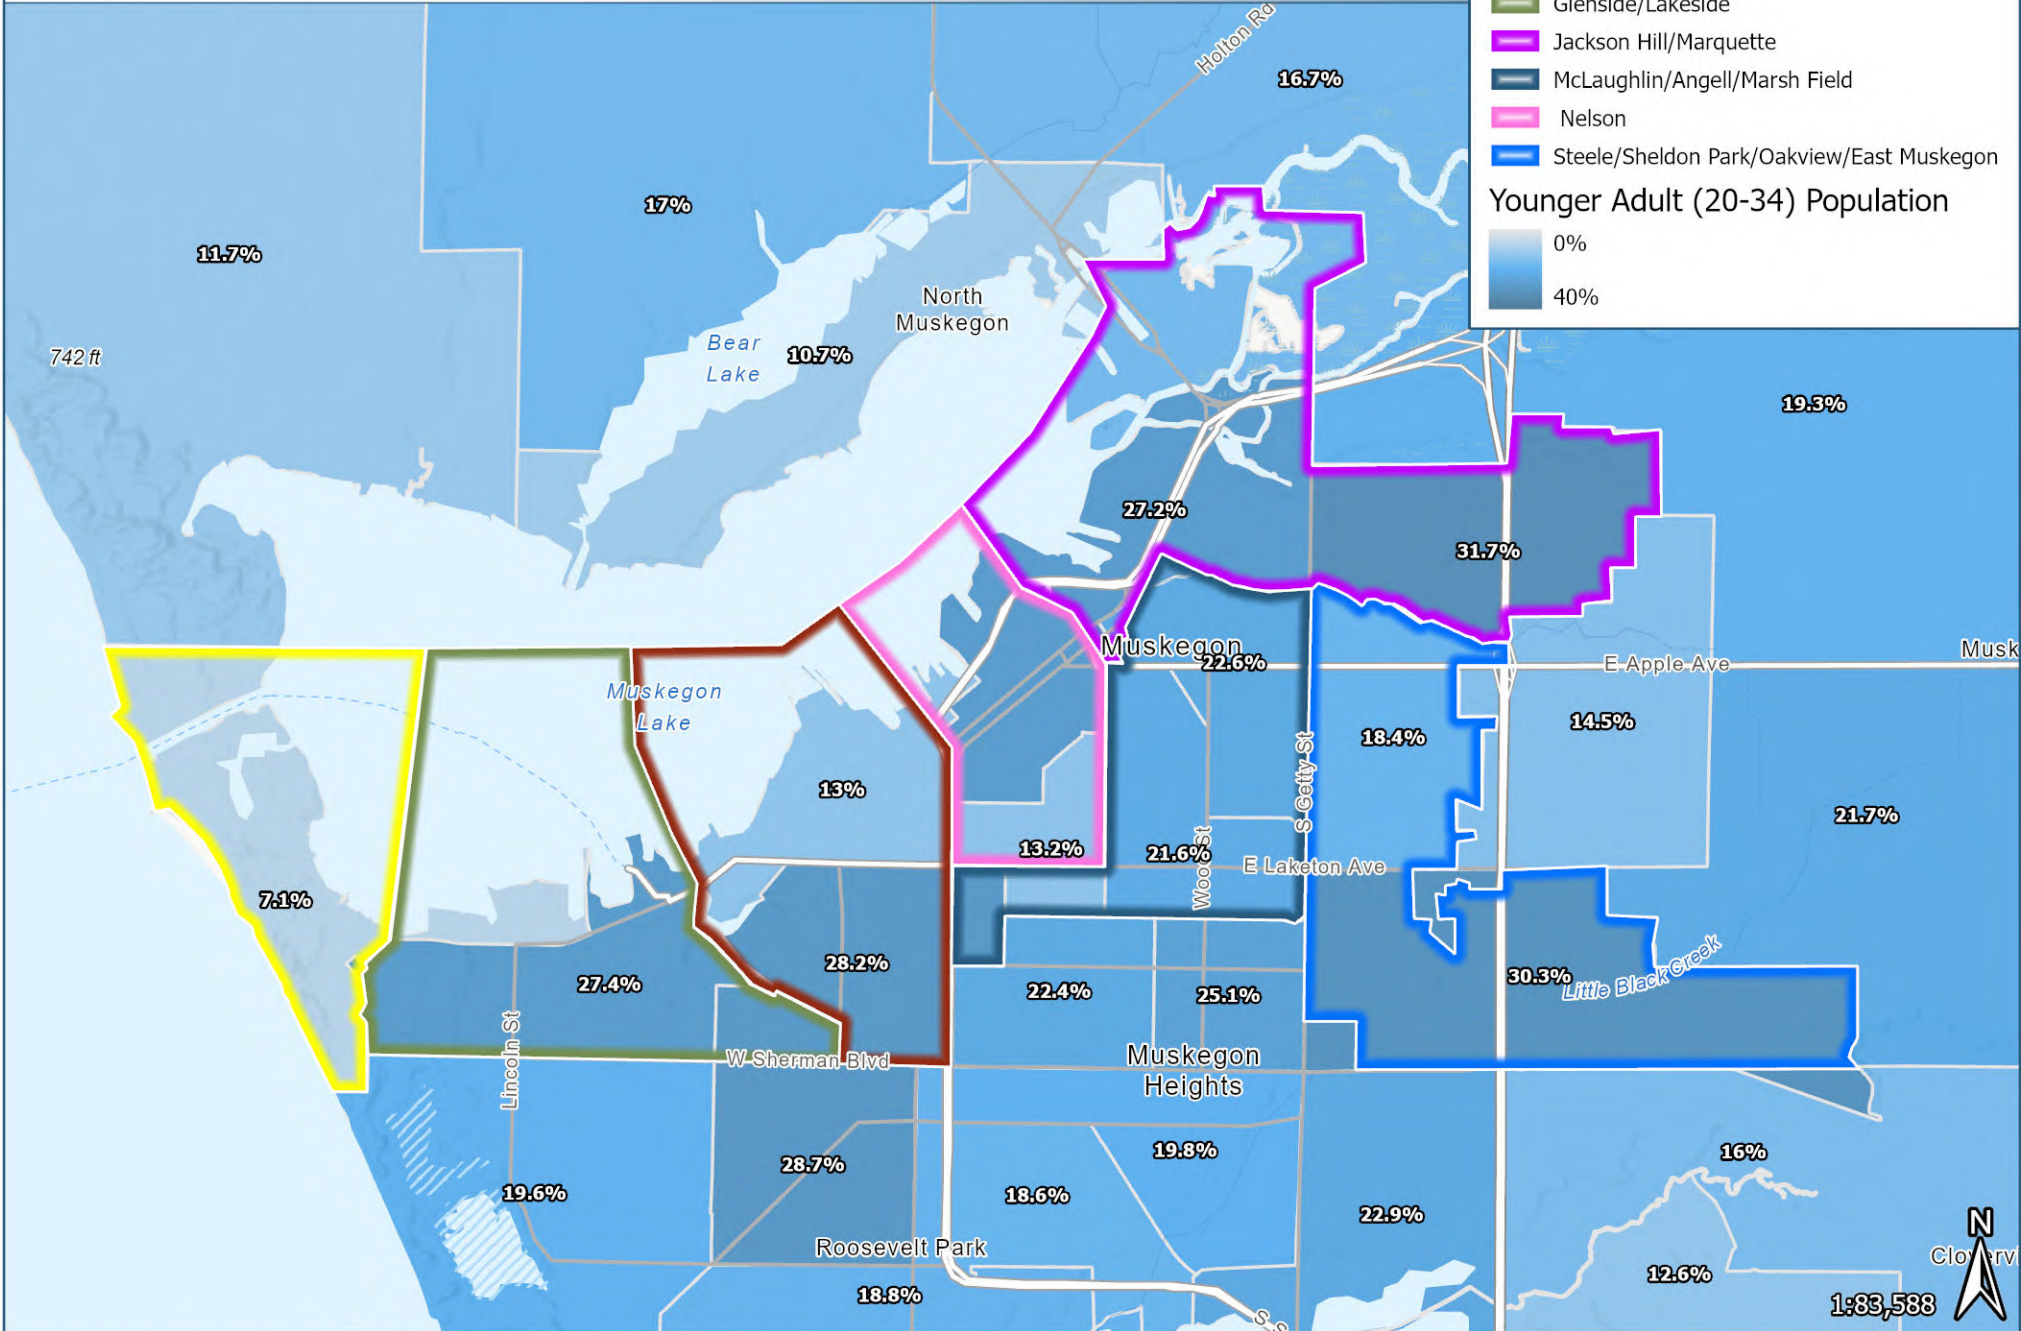 Glenside/Lakeside
Jackson Hill/Marquette
McLaughlin/Angell/Marsh Field
Nelson
Steele/Sheldon Park/Oakview/East Muskegon
Younger Adult (20-34) Population
0%
40%
Holton Rd
16.7%
17%
11.7%
North
Muskegon
Bear
Lake
10.7%
742 ft
19.3%
27.2%
31.7%
Muskegon
22.6%
E Apple Ave
Musk
Muskegon
Lake
14.5%
18.4%
S Getty St
13%
21.7%
13.2%
21.6%
Wood St
E Laketon Ave
7.1%
28.2%
27.4%
30.3%
Little Black Creek
22.4%
25.1%
Lincoln St
W Sherman Blvd
Muskegon
Heights
19.8%
16%
28.7%
19.6%
18.6%
22.9%
N
Roosevelt Park
Cloverv
12.6%
18.8%
1:83,588
S S